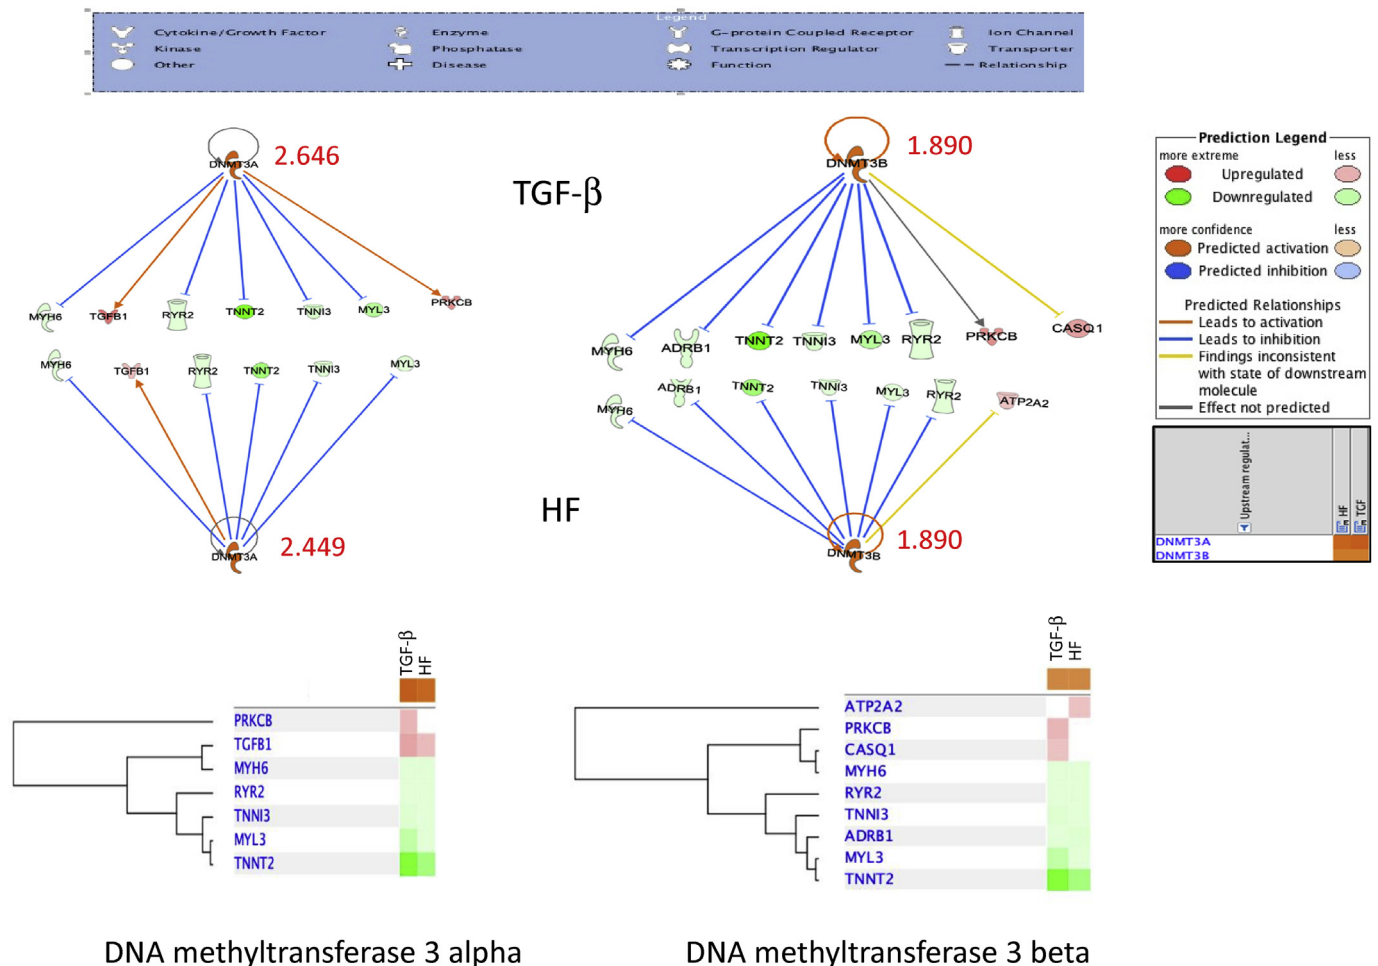 Legend
Cytokine/Growth Factor Enzyme G-protein Coupled Receptor Ion Channel
Kinase Phosphatase Transcription Regulator Transporter
Other Disease Function Relationship
DNMT3A 2.646 DNMT3B 1.890
TGF-β
MYH6 TGFB1 RYR2 TNNT2 TNNI3 MYL3 PRKCB
MYH6 ADRB1 TNNT2 TNNI3 MYL3 RYR2 PRKCB CASQ1
MYH6 TGFB1 RYR2 TNNT2 TNNI3 MYL3
MYH6 ADRB1 TNNT2 TNNI3 MYL3 RYR2 ATP2A2
HF
DNMT3A 2.449 DNMT3B 1.890
Prediction Legend
more extreme less
Upregulated
Downregulated
more confidence less
Predicted activation
Predicted inhibition
Predicted Relationships
Leads to activation
Leads to inhibition
Findings inconsistent
with state of downstream
molecule
Effect not predicted
Upstream regulat...
HF
TGF
DNMT3A
DNMT3B
TGF-β
HF
PRKCB
TGFB1
MYH6
RYR2
TNNI3
MYL3
TNNT2
TGF-β
HF
ATP2A2
PRKCB
CASQ1
MYH6
RYR2
TNNI3
ADRB1
MYL3
TNNT2
DNA methyltransferase 3 alpha
DNA methyltransferase 3 beta